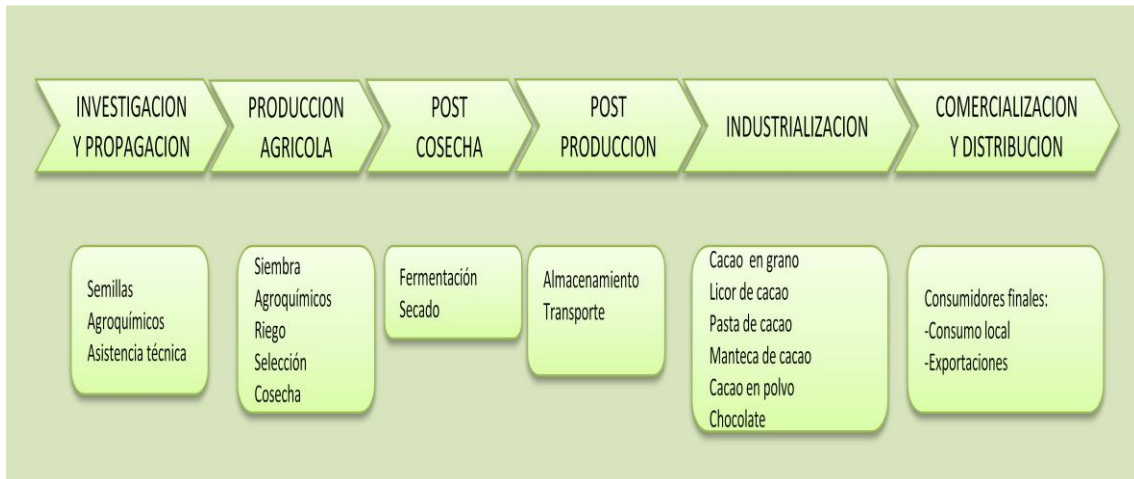 INVESTIGACION
Y PROPAGACION
PRODUCCION
AGRICOLA
POST
COSECHA
POST
PRODUCCION
INDUSTRIALIZACION
COMERCIALIZACION
Y DISTRIBUCION
Semillas
Agroquímicos
Asistencia técnica
Siembra
Agroquímicos
Riego
Selección
Cosecha
Fermentación
Secado
Almacenamiento
Transporte
Cacao en grano
Licor de cacao
Pasta de cacao
Manteca de cacao
Cacao en polvo
Chocolate
Consumidores finales:
-Consumo local
-Exportaciones